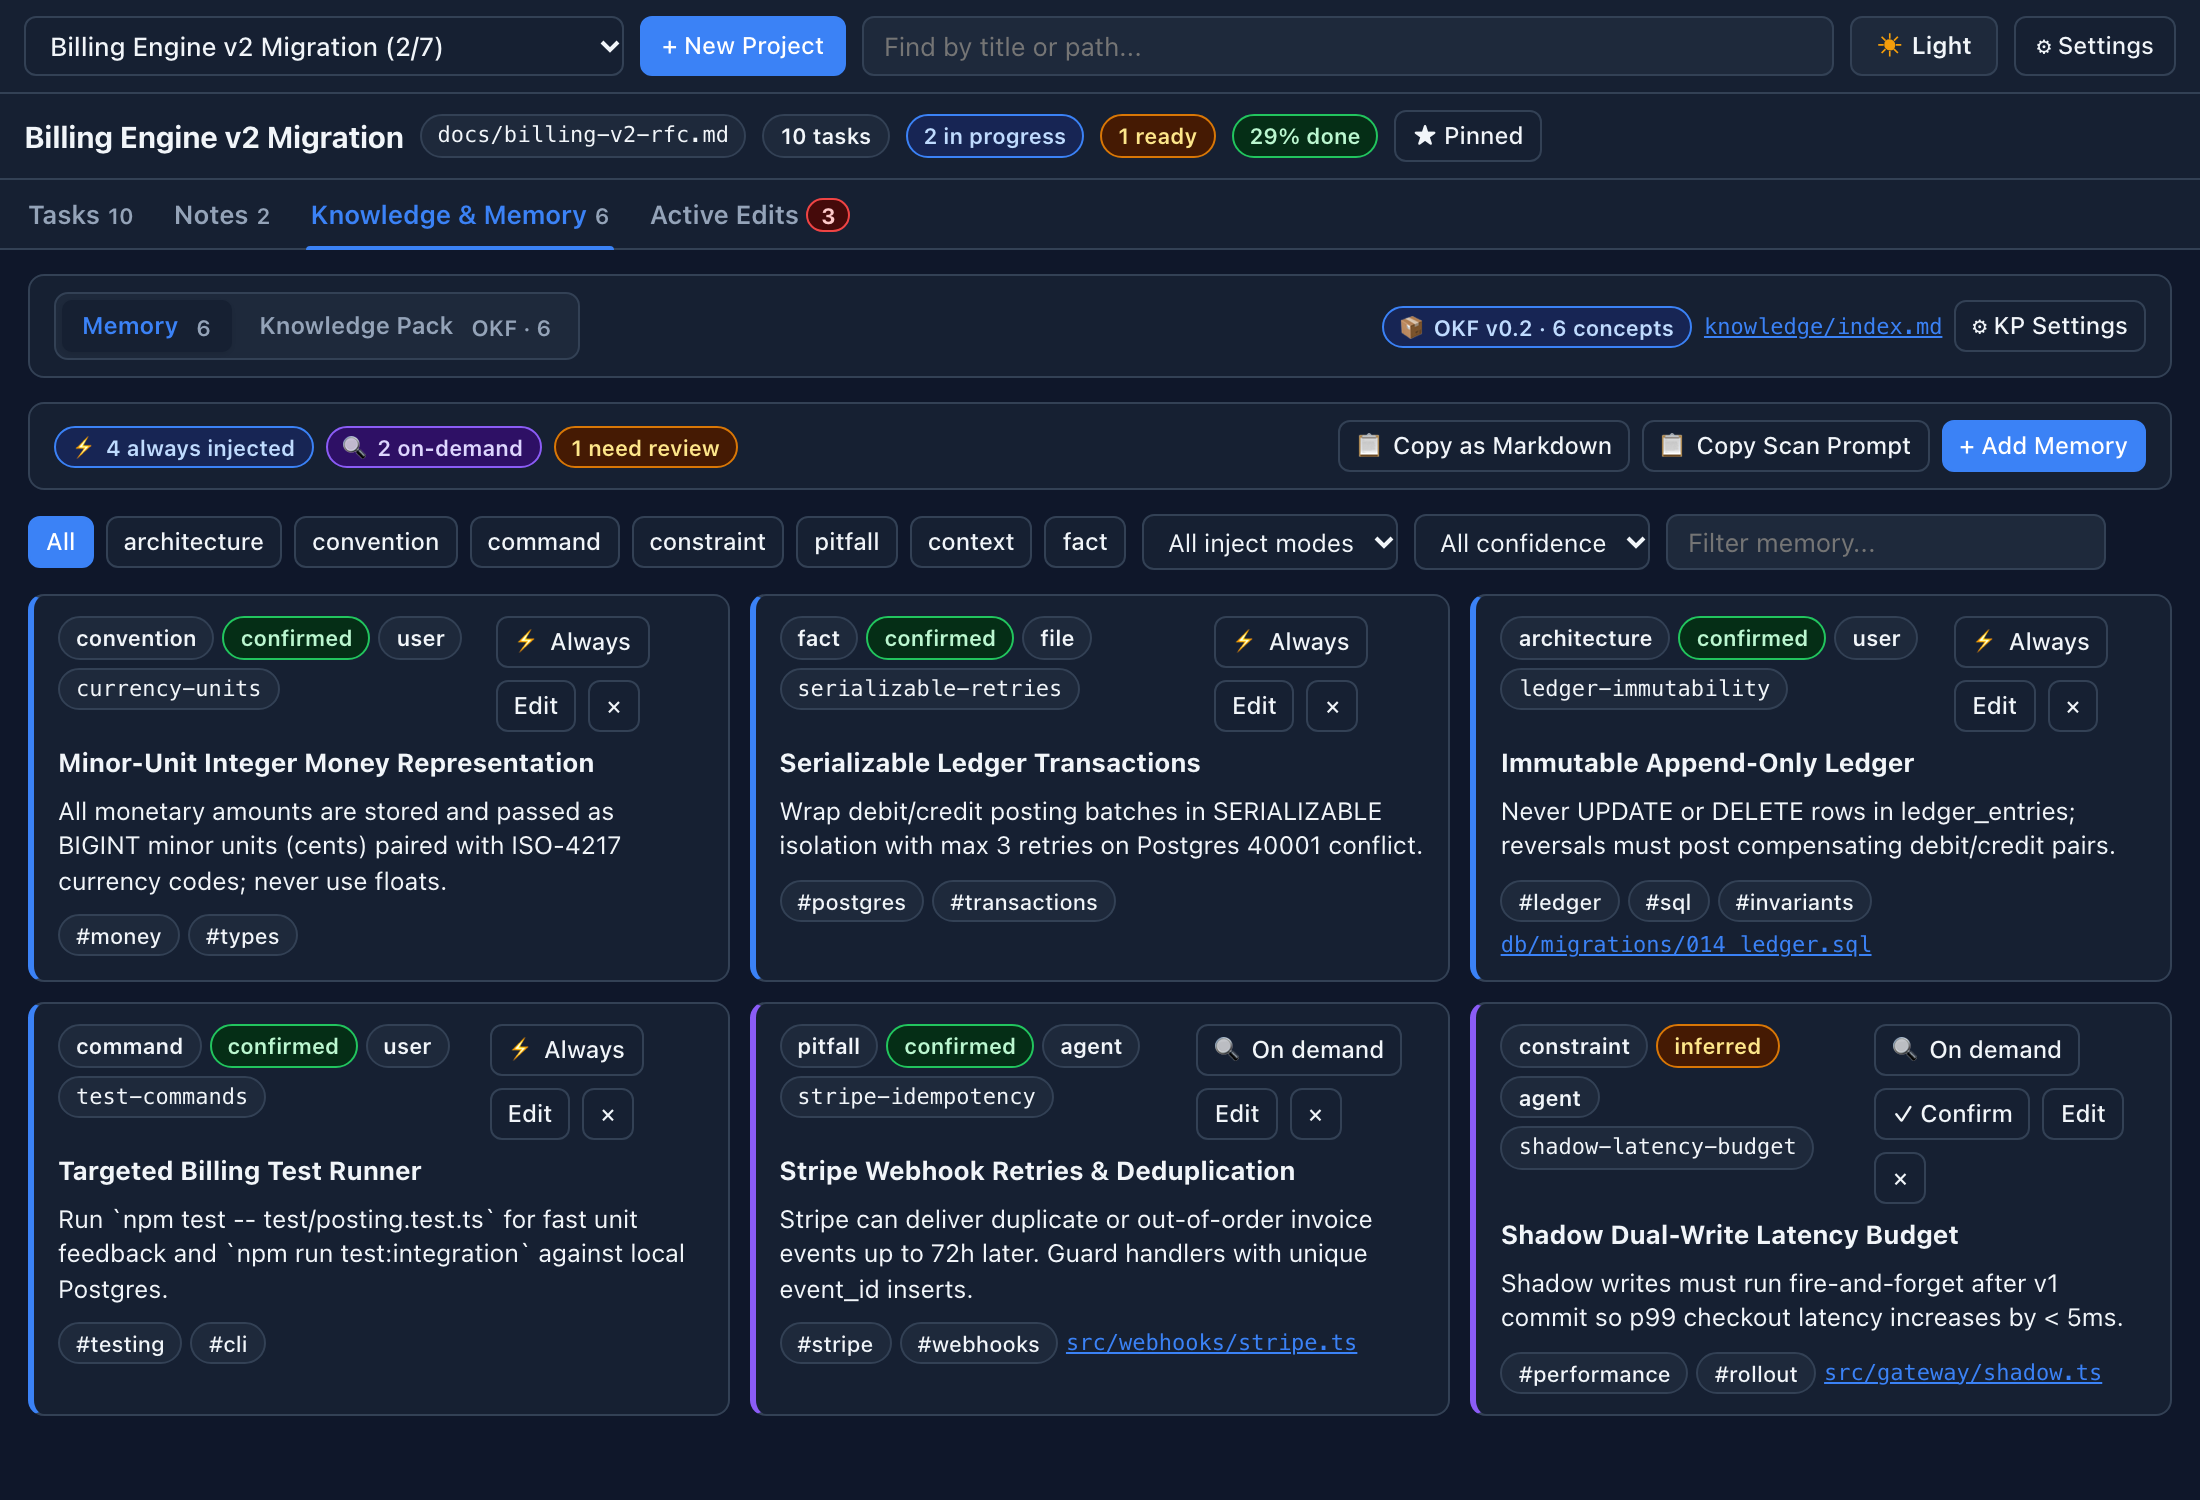 Billing Engine v2 Migration (2/7)
+ New Project
Find by title or path...
☀ Light
⚙ Settings
Billing Engine v2 Migration
docs/billing-v2-rfc.md
10 tasks
2 in progress
1 ready
29% done
★ Pinned
Tasks 10
Notes 2
Knowledge & Memory 6
Active Edits 3
Memory 6
Knowledge Pack OKF · 6
📦 OKF v0.2 · 6 concepts
knowledge/index.md
⚙ KP Settings
⚡ 4 always injected
🔍 2 on-demand
1 need review
📋 Copy as Markdown
📋 Copy Scan Prompt
+ Add Memory
All
architecture
convention
command
constraint
pitfall
context
fact
All inject modes
All confidence
Filter memory...
convention
confirmed
user
⚡ Always
currency-units
Edit
×
Minor-Unit Integer Money Representation
All monetary amounts are stored and passed as
BIGINT minor units (cents) paired with ISO-4217
currency codes; never use floats.
#money
#types
fact
confirmed
file
⚡ Always
serializable-retries
Edit
×
Serializable Ledger Transactions
Wrap debit/credit posting batches in SERIALIZABLE
isolation with max 3 retries on Postgres 40001 conflict.
#postgres
#transactions
architecture
confirmed
user
⚡ Always
ledger-immutability
Edit
×
Immutable Append-Only Ledger
Never UPDATE or DELETE rows in ledger_entries;
reversals must post compensating debit/credit pairs.
#ledger
#sql
#invariants
db/migrations/014_ledger.sql
command
confirmed
user
⚡ Always
test-commands
Edit
×
Targeted Billing Test Runner
Run `npm test -- test/posting.test.ts` for fast unit
feedback and `npm run test:integration` against local
Postgres.
#testing
#cli
pitfall
confirmed
agent
🔍 On demand
stripe-idempotency
Edit
×
Stripe Webhook Retries & Deduplication
Stripe can deliver duplicate or out-of-order invoice
events up to 72h later. Guard handlers with unique
event_id inserts.
#stripe
#webhooks
src/webhooks/stripe.ts
constraint
inferred
🔍 On demand
agent
✓ Confirm
Edit
shadow-latency-budget
×
Shadow Dual-Write Latency Budget
Shadow writes must run fire-and-forget after v1
commit so p99 checkout latency increases by < 5ms.
#performance
#rollout
src/gateway/shadow.ts